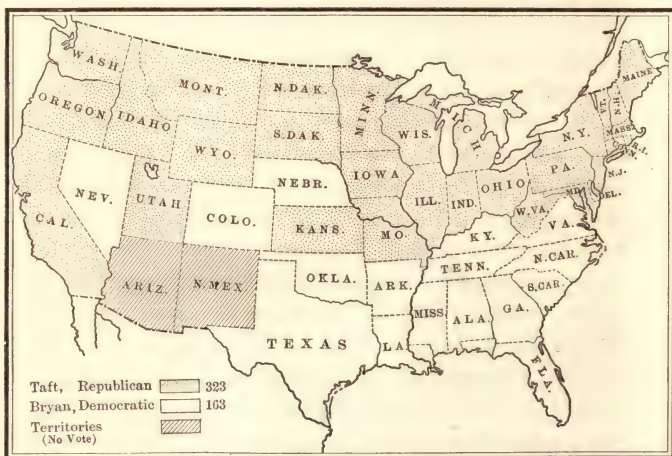 WASH
MONT.
N. DAK.
MINN
OREGON
IDAHO
S. DAK.
WIS.
MICH
MAINE
VT.
N.H.
MASS.
R.I.
N.Y.
WYO.
NEBR.
IOWA
PA.
N.J.
NEV.
UTAH
COLO.
ILL.
IND.
OHIO
MD.
DEL.
W. VA.
VA.
CAL.
KANS.
MO.
KY.
N. CAR.
TENN.
ARIZ.
N. MEX.
OKLA.
ARK.
S. CAR.
MISS.
ALA.
GA.
TEXAS
LA.
FLA.
Taft, Republican 323
Bryan, Democratic 163
Territories
(No Vote)